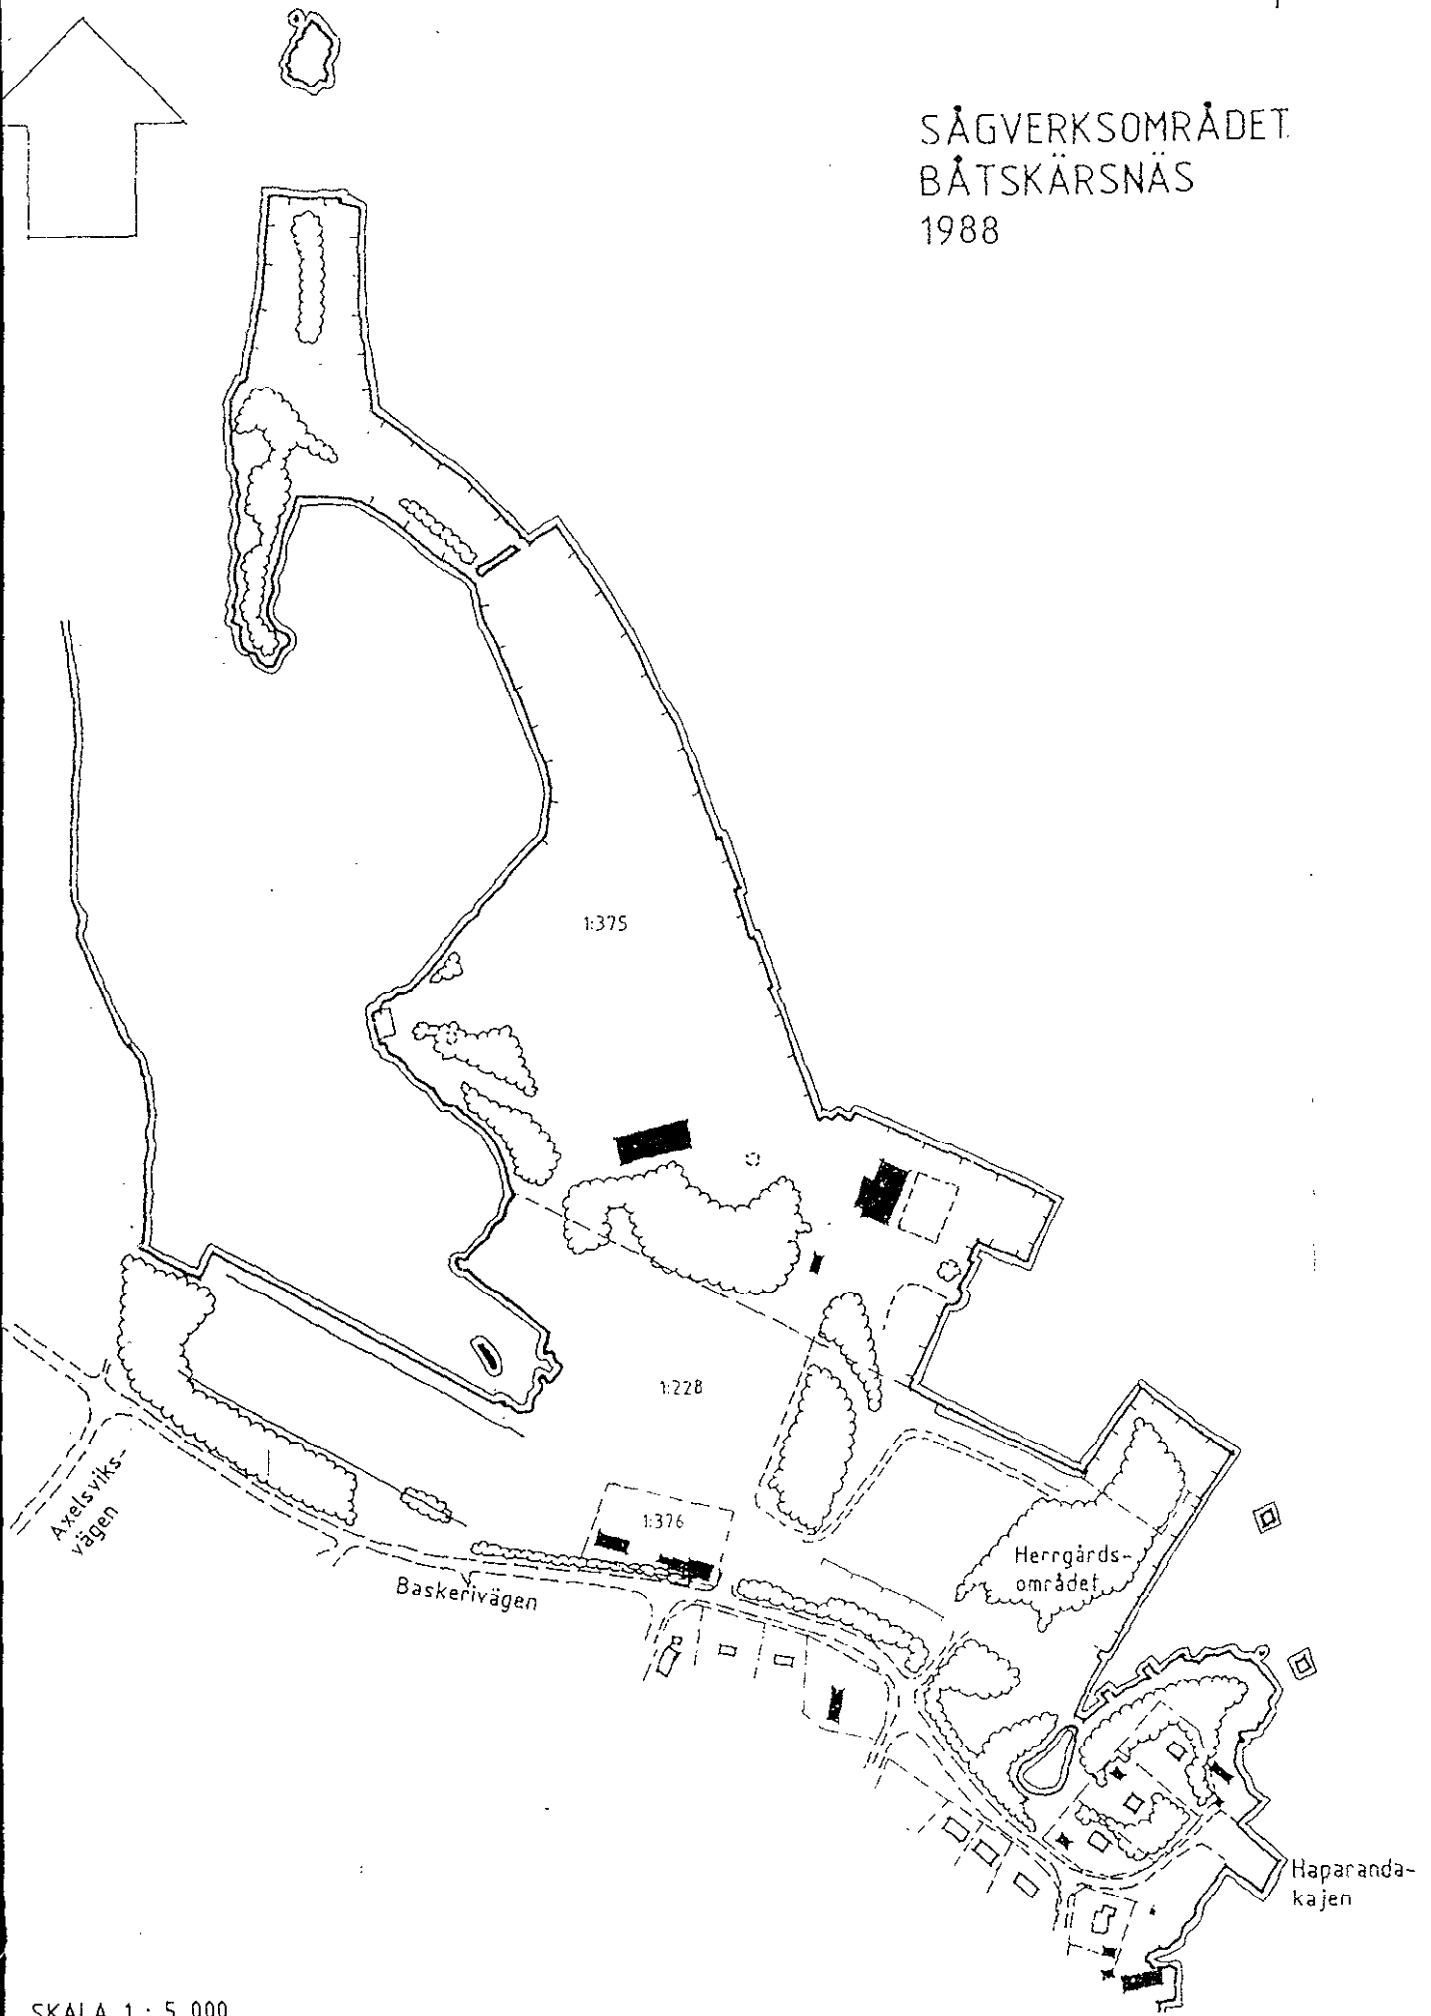 SÅGVERKSOMRÅDET
BÅTSKÄRSNÄS
1988
1:375
1:228
1:376
Axelsviks-
vägen
Baskerivägen
Herrgårds-
området
Haparanda-
kajen
SKALA 1 : 5 000